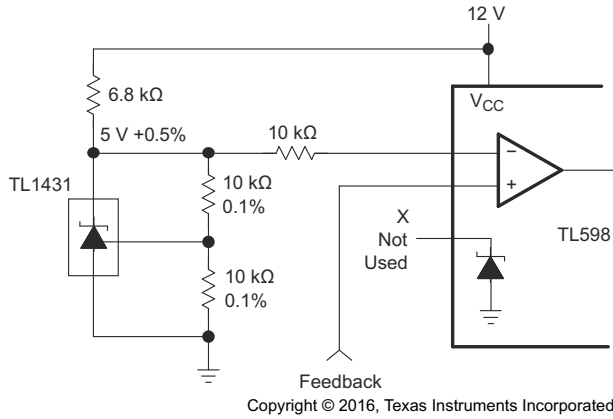 12 V
6.8 kΩ
V_CC
5 V +0.5%
10 kΩ
−
TL1431
10 kΩ
0.1%
+
X
Not
Used
TL598
10 kΩ
0.1%
Feedback
Copyright © 2016, Texas Instruments Incorporated